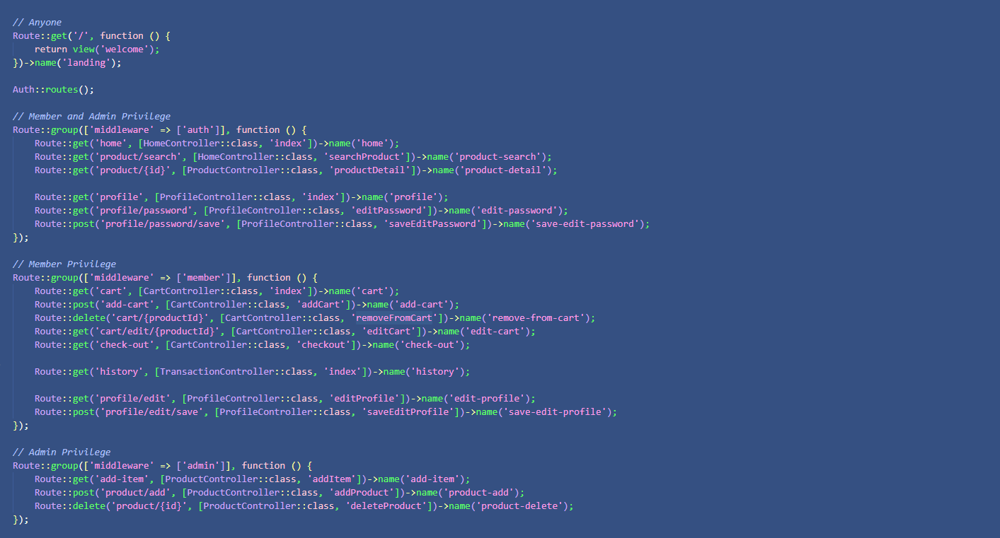 // Anyone
Route::get('/', function () {
    return view('welcome');
})->name('landing');

Auth::routes();

// Member and Admin Privilege
Route::group(['middleware' => ['auth']], function () {
    Route::get('home', [HomeController::class, 'index'])->name('home');
    Route::get('product/search', [HomeController::class, 'searchProduct'])->name('product-search');
    Route::get('product/{id}', [ProductController::class, 'productDetail'])->name('product-detail');

    Route::get('profile', [ProfileController::class, 'index'])->name('profile');
    Route::get('profile/password', [ProfileController::class, 'editPassword'])->name('edit-password');
    Route::post('profile/password/save', [ProfileController::class, 'saveEditPassword'])->name('save-edit-password');
});

// Member Privilege
Route::group(['middleware' => ['member']], function () {
    Route::get('cart', [CartController::class, 'index'])->name('cart');
    Route::post('add-cart', [CartController::class, 'addCart'])->name('add-cart');
    Route::delete('cart/{productId}', [CartController::class, 'removeFromCart'])->name('remove-from-cart');
    Route::get('cart/edit/{productId}', [CartController::class, 'editCart'])->name('edit-cart');
    Route::get('check-out', [CartController::class, 'checkout'])->name('check-out');

    Route::get('history', [TransactionController::class, 'index'])->name('history');

    Route::get('profile/edit', [ProfileController::class, 'editProfile'])->name('edit-profile');
    Route::post('profile/edit/save', [ProfileController::class, 'saveEditProfile'])->name('save-edit-profile');
});

// Admin Privilege
Route::group(['middleware' => ['admin']], function () {
    Route::get('add-item', [ProductController::class, 'addItem'])->name('add-item');
    Route::post('product/add', [ProductController::class, 'addProduct'])->name('product-add');
    Route::delete('product/{id}', [ProductController::class, 'deleteProduct'])->name('product-delete');
});